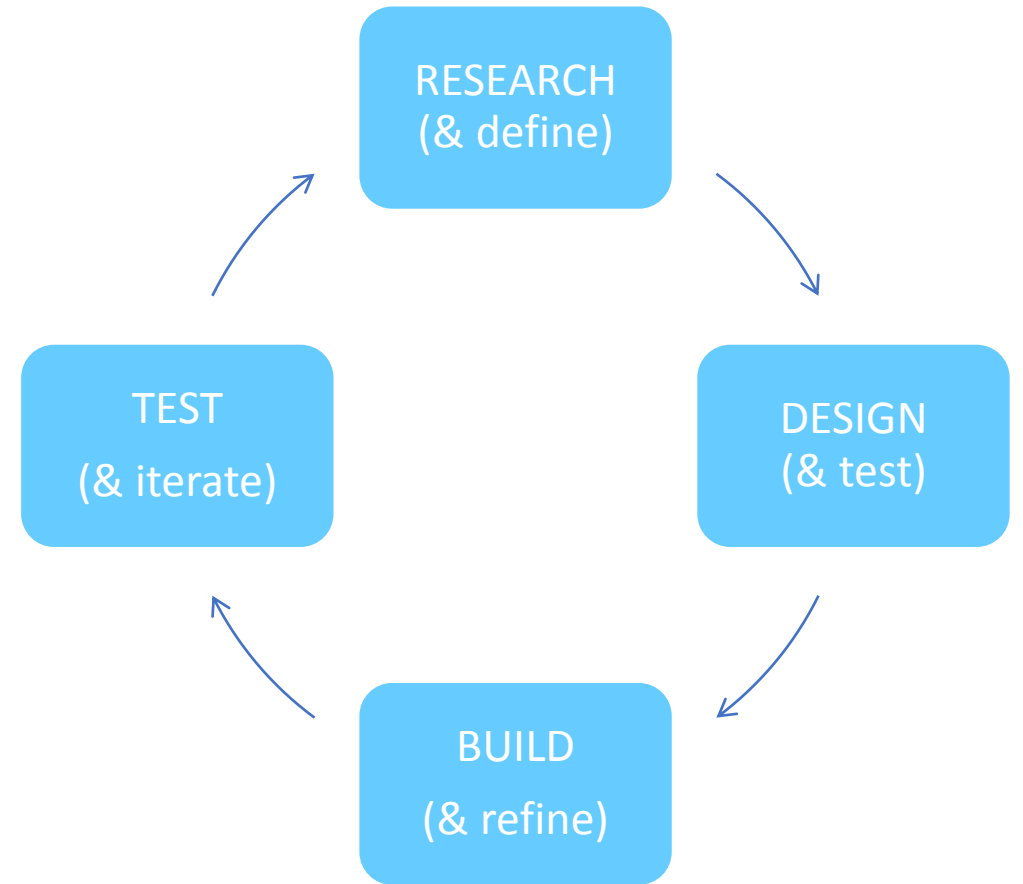 RESEARCH
(& define)
DESIGN
(& test)
BUILD
(& refine)
TEST
(& iterate)